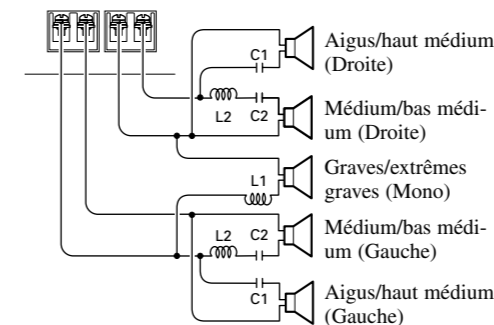 C1
Aigus/haut médium
(Droite)
L2
C2
Médium/bas médi-
um (Droite)
L1
Graves/extrêmes
graves (Mono)
L2
C2
Médium/bas médi-
um (Gauche)
C1
Aigus/haut médium
(Gauche)